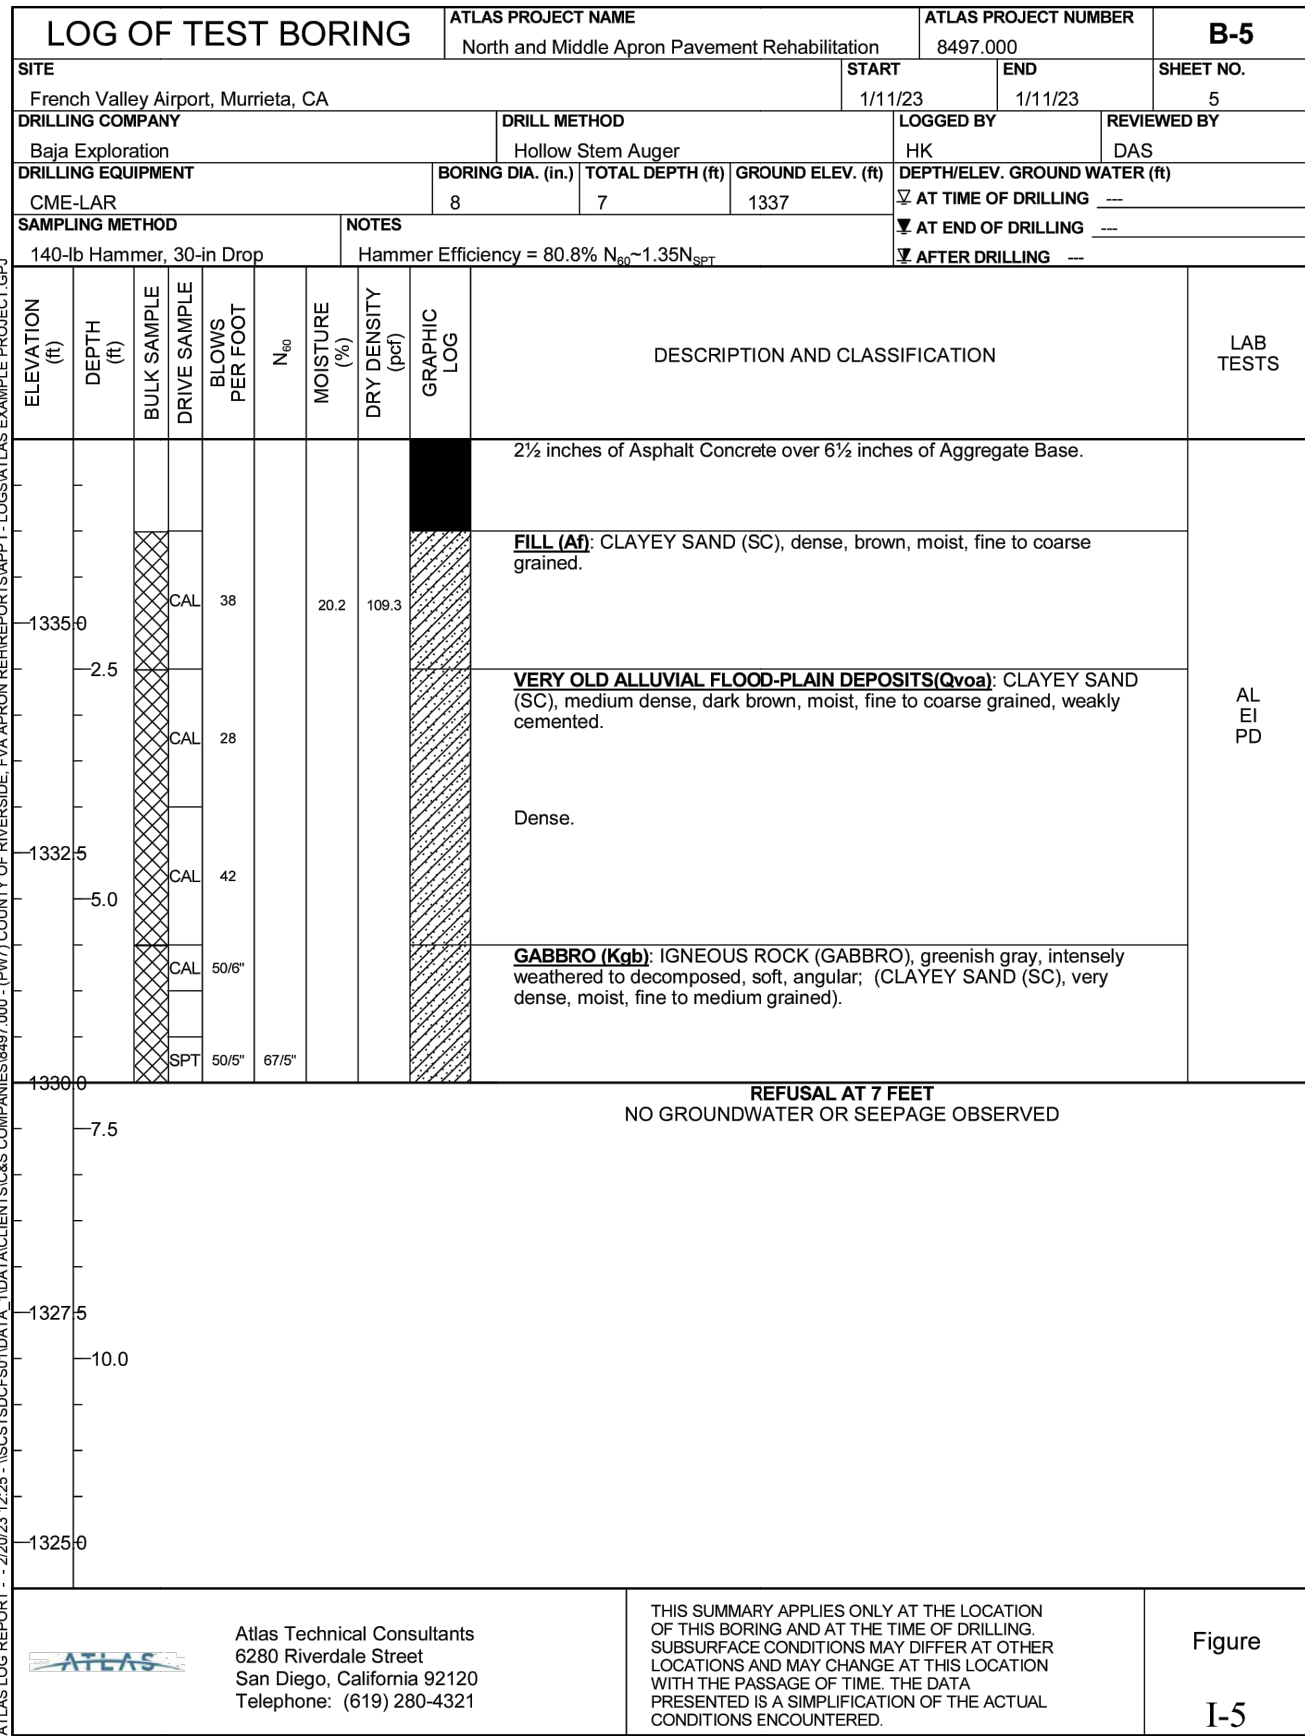 LOG OF TEST BORING
ATLAS PROJECT NAME
North and Middle Apron Pavement Rehabilitation
ATLAS PROJECT NUMBER
8497.000
B-5
SITE
French Valley Airport, Murrieta, CA
START
1/11/23
END
1/11/23
SHEET NO.
5
DRILLING COMPANY
Baja Exploration
DRILL METHOD
Hollow Stem Auger
LOGGED BY
HK
REVIEWED BY
DAS
DRILLING EQUIPMENT
CME-LAR
BORING DIA. (in.)
8
TOTAL DEPTH (ft)
7
GROUND ELEV. (ft)
1337
DEPTH/ELEV. GROUND WATER (ft)
AT TIME OF DRILLING ---
AT END OF DRILLING ---
AFTER DRILLING ---
SAMPLING METHOD
140-lb Hammer, 30-in Drop
NOTES
Hammer Efficiency = 80.8% N60~1.35NSPT
ELEVATION
(ft)
DEPTH
(ft)
BULK SAMPLE
DRIVE SAMPLE
BLOWS
PER FOOT
N60
MOISTURE
(%)
DRY DENSITY
(pcf)
GRAPHIC
LOG
DESCRIPTION AND CLASSIFICATION
LAB
TESTS
2½ inches of Asphalt Concrete over 6½ inches of Aggregate Base.
FILL (Af): CLAYEY SAND (SC), dense, brown, moist, fine to coarse
grained.
CAL 38 20.2 109.3
1335.0
2.5
VERY OLD ALLUVIAL FLOOD-PLAIN DEPOSITS(Qvoa): CLAYEY SAND
(SC), medium dense, dark brown, moist, fine to coarse grained, weakly
cemented.
AL
EI
PD
CAL 28
Dense.
1332.5
CAL 42
5.0
GABBRO (Kgb): IGNEOUS ROCK (GABBRO), greenish gray, intensely
weathered to decomposed, soft, angular; (CLAYEY SAND (SC), very
dense, moist, fine to medium grained).
CAL 50/6"
SPT 50/5" 67/5"
1330.0
REFUSAL AT 7 FEET
NO GROUNDWATER OR SEEPAGE OBSERVED
7.5
1327.5
10.0
1325.0
ATLAS
Atlas Technical Consultants
6280 Riverdale Street
San Diego, California 92120
Telephone: (619) 280-4321
THIS SUMMARY APPLIES ONLY AT THE LOCATION
OF THIS BORING AND AT THE TIME OF DRILLING.
SUBSURFACE CONDITIONS MAY DIFFER AT OTHER
LOCATIONS AND MAY CHANGE AT THIS LOCATION
WITH THE PASSAGE OF TIME. THE DATA
PRESENTED IS A SIMPLIFICATION OF THE ACTUAL
CONDITIONS ENCOUNTERED.
Figure
I-5